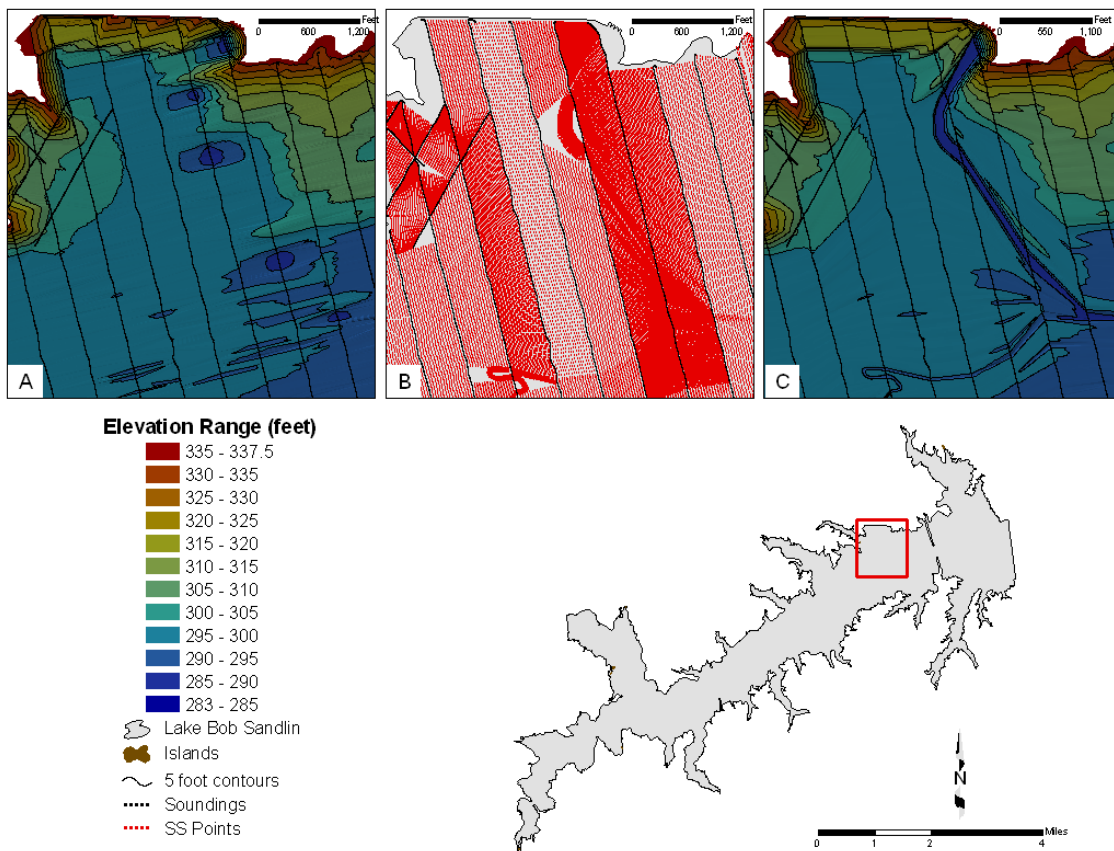 Feet
0 600 1,200
A
Feet
0 600 1,200
B
Feet
0 550 1,100
C
Elevation Range (feet)
335 - 337.5
330 - 335
325 - 330
320 - 325
315 - 320
310 - 315
305 - 310
300 - 305
295 - 300
290 - 295
285 - 290
283 - 285
Lake Bob Sandlin
Islands
5 foot contours
Soundings
SS Points
N
Miles
0 1 2 4